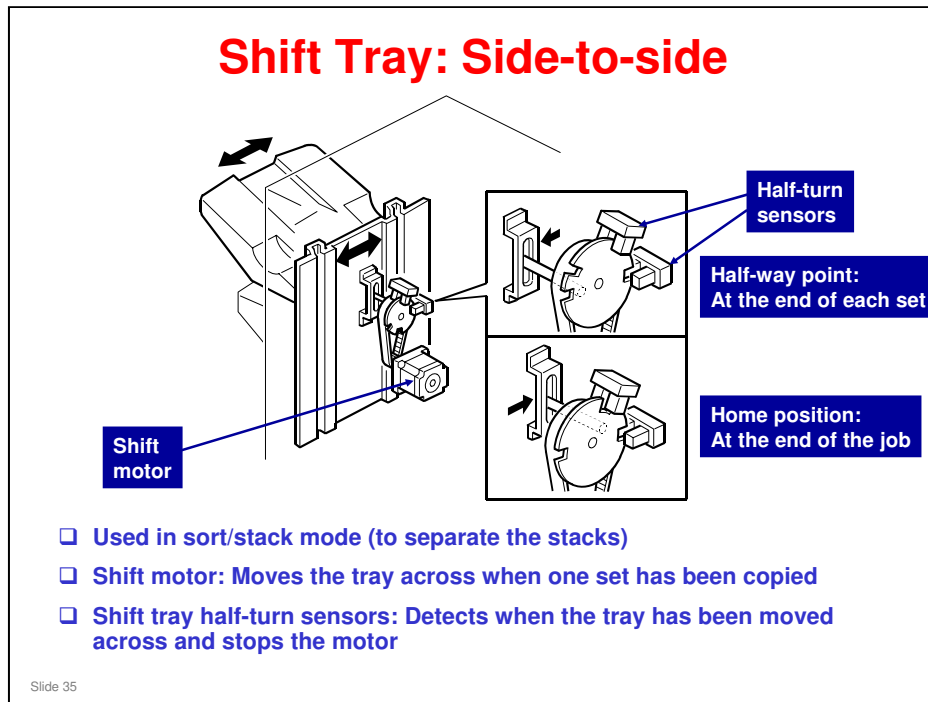 Shift Tray: Side-to-side
Half-turn
sensors
Half-way point:
At the end of each set
Home position:
At the end of the job
Shift
motor
❑ Used in sort/stack mode (to separate the stacks)
❑ Shift motor: Moves the tray across when one set has been copied
❑ Shift tray half-turn sensors: Detects when the tray has been moved
across and stops the motor
Slide 35